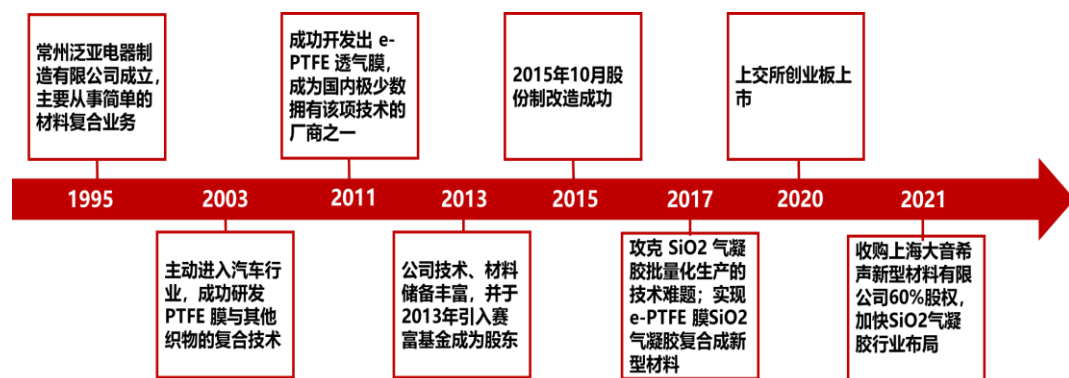 常州泛亚电器制
造有限公司成立，
主要从事简单的
材料复合业务
成功开发出 e-
PTFE 透气膜，
成为国内极少数
拥有该项技术的
厂商之一
2015年10月股
份制改造成功
上交所创业板上
市
1995
2003
2011
2013
2015
2017
2020
2021
主动进入汽车行
业，成功研发
PTFE 膜与其他
织物的复合技术
公司技术、材料
储备丰富，并于
2013年引入赛
富基金成为股东
攻克 SiO2 气凝
胶批量化生产的
技术难题；实现
e-PTFE 膜SiO2
气凝胶复合成新
型材料
收购上海大音希
声新型材料有限
公司60%股权，
加快SiO2气凝
胶行业布局